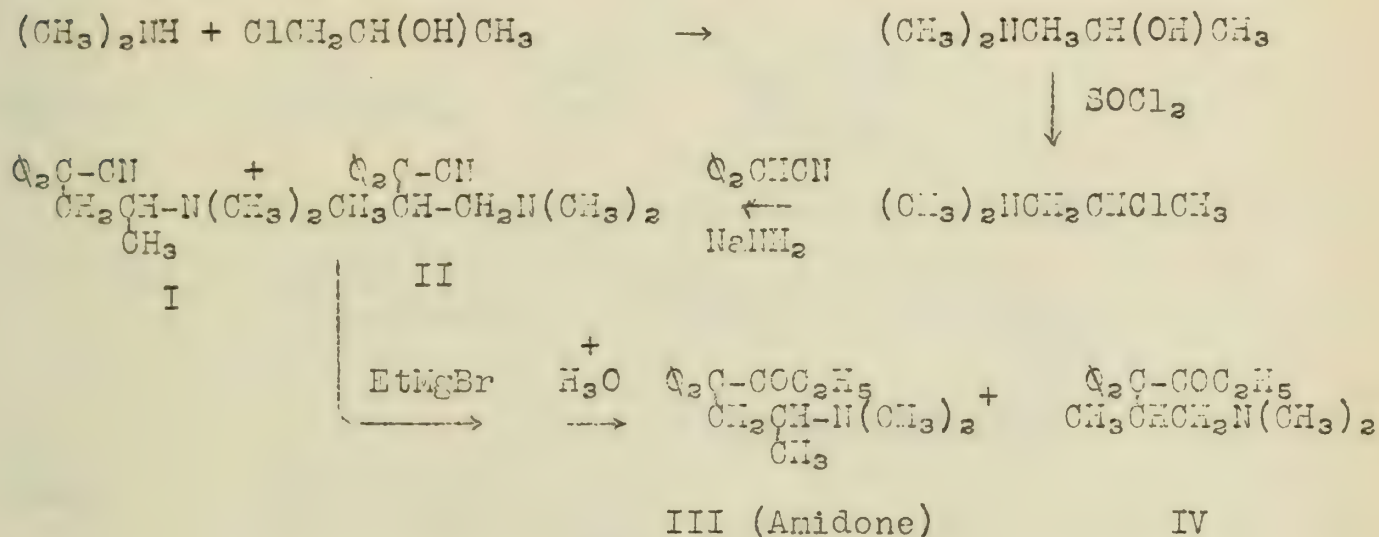 (CH₃)₂NH + ClCH₂CH(OH)CH₃ → (CH₃)₂NCH₃CH(OH)CH₃
↓ SOCl₂
Φ₂C-CN + Φ₂C-CN Φ₂CHCN
CH₂CH-N(CH₃)₂ CH₃CH-CH₂N(CH₃)₂ ← (CH₃)₂NCH₂CHClCH₃
CH₃ NaNH₂
I II
EtMgBr → H₃O⁺ → Φ₂C-COC₂H₅ + Φ₂C-COC₂H₅
CH₂CH-N(CH₃)₂ CH₃CHCH₂N(CH₃)₂
CH₃
III (Amidone) IV